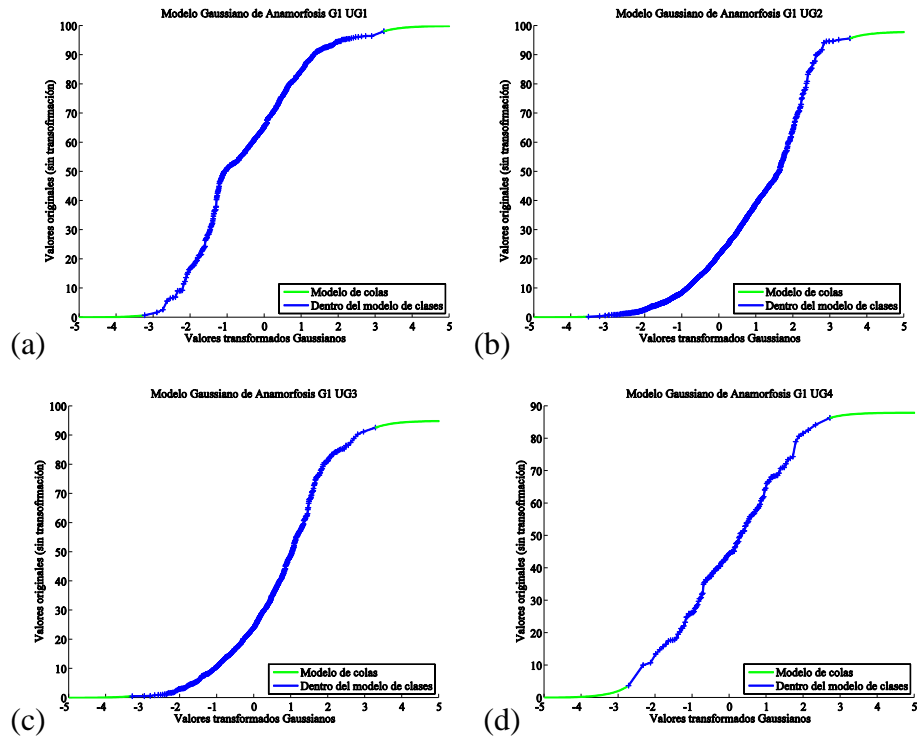 Modelo Gaussiano de Anamorfosis G1 UG1
Valores originales (sin transofrmación)
100
90
80
70
60
50
40
30
20
10
0
-5 -4 -3 -2 -1 0 1 2 3 4 5
Modelo de colas
Dentro del modelo de clases
Valores transformados Gaussianos
(a)
Modelo Gaussiano de Anamorfosis G1 UG2
Valores originales (sin transofrmación)
100
90
80
70
60
50
40
30
20
10
0
-5 -4 -3 -2 -1 0 1 2 3 4 5
Modelo de colas
Dentro del modelo de clases
Valores transformados Gaussianos
(b)
Modelo Gaussiano de Anamorfosis G1 UG3
Valores originales (sin transofrmación)
100
90
80
70
60
50
40
30
20
10
0
-5 -4 -3 -2 -1 0 1 2 3 4 5
Modelo de colas
Dentro del modelo de clases
Valores transformados Gaussianos
(c)
Modelo Gaussiano de Anamorfosis G1 UG4
Valores originales (sin transofrmación)
90
80
70
60
50
40
30
20
10
0
-5 -4 -3 -2 -1 0 1 2 3 4 5
Modelo de colas
Dentro del modelo de clases
Valores transformados Gaussianos
(d)